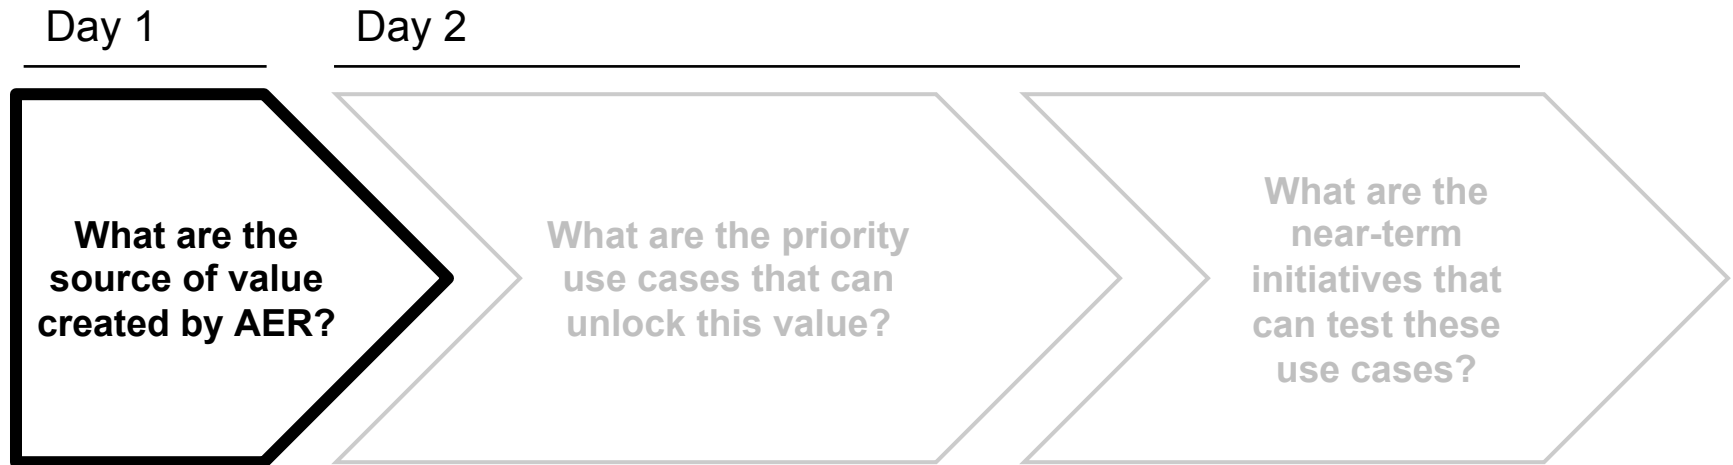 Day 1
Day 2
What are the
source of value
created by AER?
What are the priority
use cases that can
unlock this value?
What are the
near-term
initiatives that
can test these
use cases?